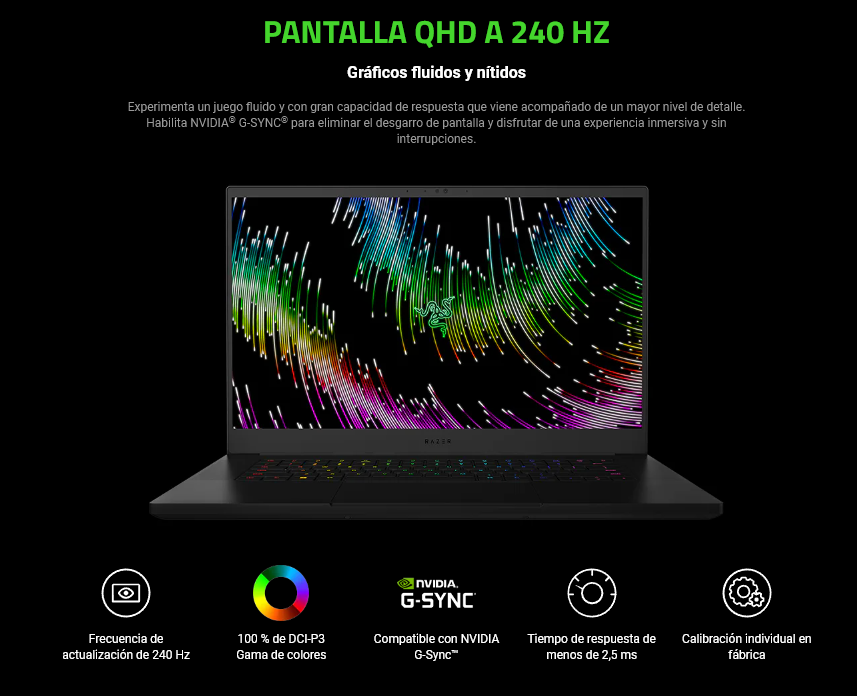 PANTALLA QHD A 240 HZ
Gráficos fluidos y nítidos
Experimenta un juego fluido y con gran capacidad de respuesta que viene acompañado de un mayor nivel de detalle.
Habilita NVIDIA® G-SYNC® para eliminar el desgarro de pantalla y disfrutar de una experiencia inmersiva y sin
interrupciones.
RAZER
NVIDIA.
G-SYNC™
Frecuencia de
actualización de 240 Hz
100 % de DCI-P3
Gama de colores
Compatible con NVIDIA
G-Sync™
Tiempo de respuesta de
menos de 2,5 ms
Calibración individual en
fábrica